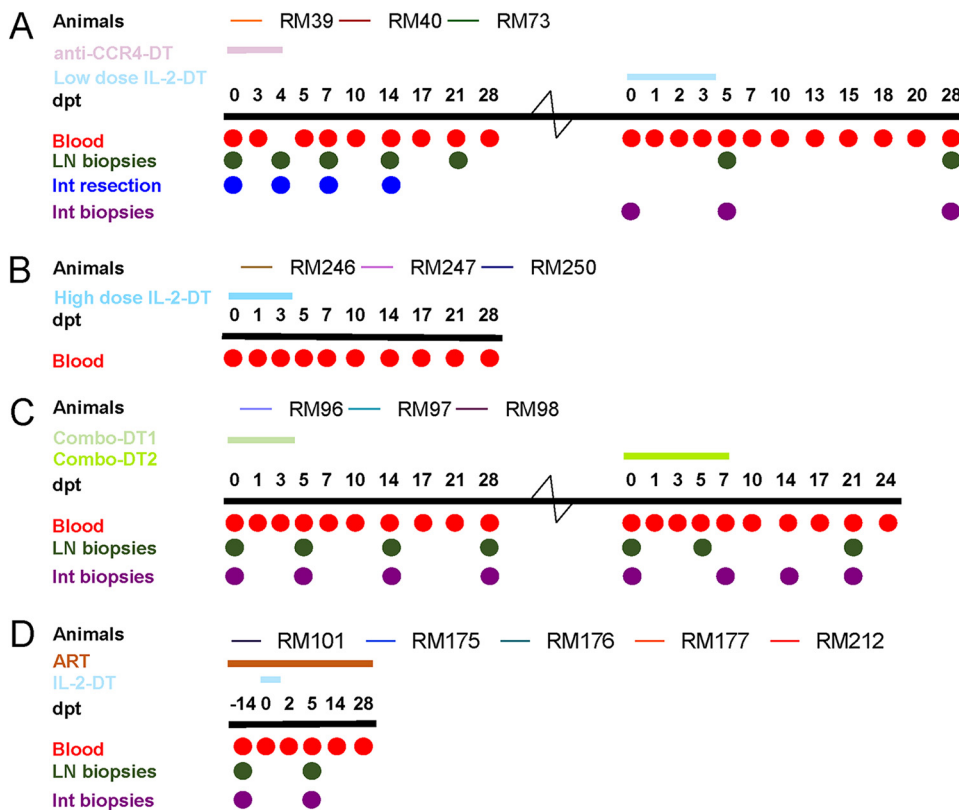 A
Animals RM39 RM40 RM73
anti-CCR4-DT
Low dose IL-2-DT
dpt 0 3 4 5 7 10 14 17 21 28 0 1 2 3 5 7 10 13 15 18 20 28
Blood
LN biopsies
Int resection
Int biopsies
B
Animals RM246 RM247 RM250
High dose IL-2-DT
dpt 0 1 3 5 7 10 14 17 21 28
Blood
C
Animals RM96 RM97 RM98
Combo-DT1
Combo-DT2
dpt 0 1 3 5 7 10 14 17 21 28 0 1 3 5 7 10 14 17 21 24
Blood
LN biopsies
Int biopsies
D
Animals RM101 RM175 RM176 RM177 RM212
ART
IL-2-DT
dpt -14 0 2 5 14 28
Blood
LN biopsies
Int biopsies